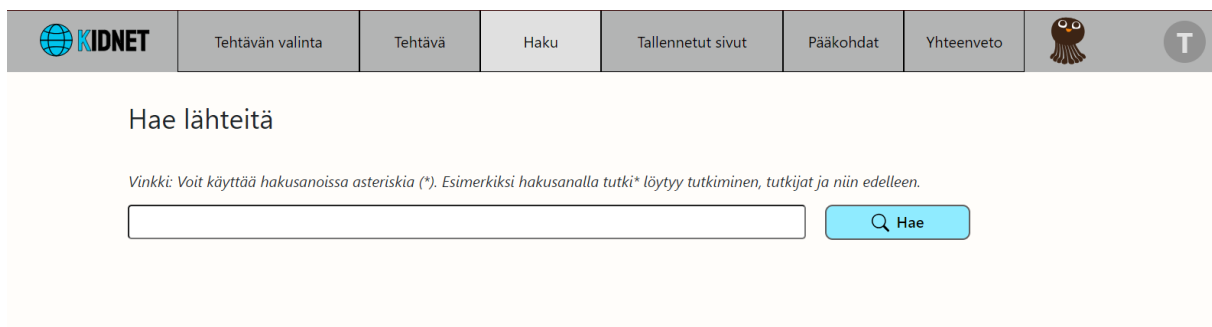 KIDNET
Tehtävän valinta
Tehtävä
Haku
Tallennetut sivut
Pääkohdat
Yhteenveto
T
Hae lähteitä
Vinkki: Voit käyttää hakusanoissa asteriskia (*). Esimerkiksi hakusanalla tutki* löytyy tutkiminen, tutkijat ja niin edelleen.
Hae